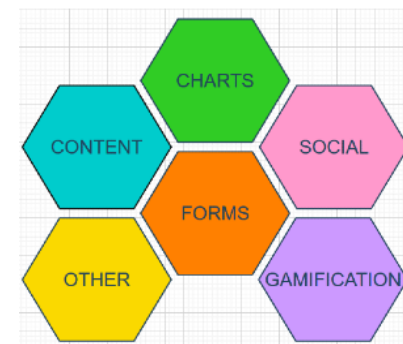 CHARTS
CONTENT
SOCIAL
FORMS
OTHER
GAMIFICATION